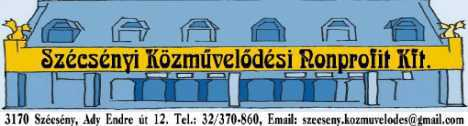 Szécsényi Közművelődési Nonprofit Kft.
3170 Szécsény, Ady Endre út 12. Tel.: 32/370-860, Email: szecseny.kozmuvelodes@gmail.com